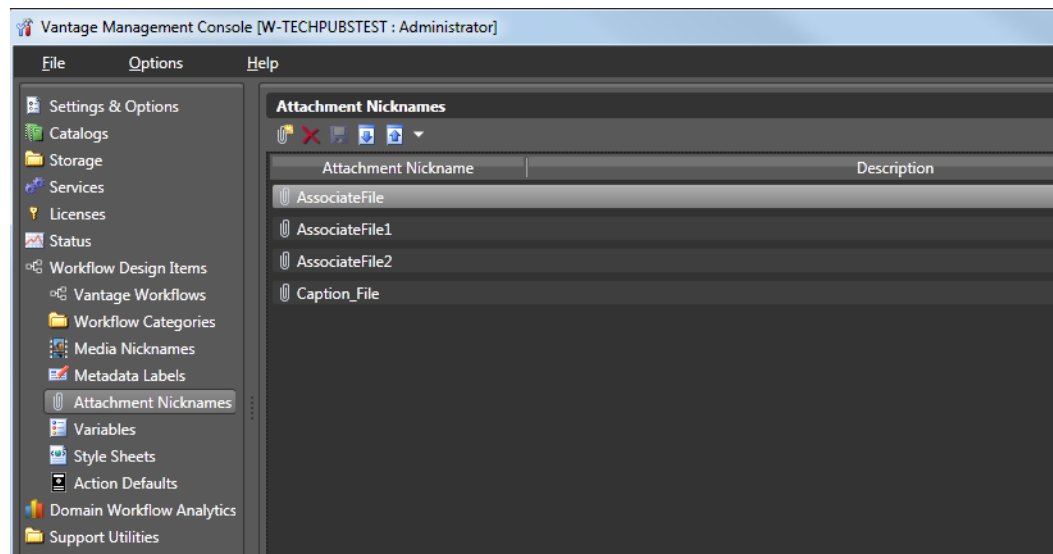 Vantage Management Console [W-TECHPUBSTEST : Administrator]
File Options Help
Settings & Options
Catalogs
Storage
Services
Licenses
Status
Workflow Design Items
Vantage Workflows
Workflow Categories
Media Nicknames
Metadata Labels
Attachment Nicknames
Variables
Style Sheets
Action Defaults
Domain Workflow Analytics
Support Utilities
Attachment Nicknames
Attachment Nickname Description
AssociateFile
AssociateFile1
AssociateFile2
Caption_File